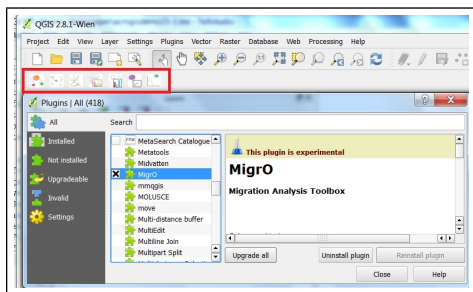 QGIS 2.8.1-Wien
Project Edit View Layer Settings Plugins Vector Raster Database Web Processing Help
Plugins | All (418)
All
Installed
Not installed
Upgradeable
Invalid
Settings
Search
MetaSearch Catalogue
Metatools
Midvatten
MigrO
mmqgis
MOLUSCE
move
Multi-distance buffer
MultiEdit
Multiline Join
Multipart Split
This plugin is experimental
MigrO
Migration Analysis Toolbox
Upgrade all
Uninstall plugin
Reinstall plugin
Close
Help